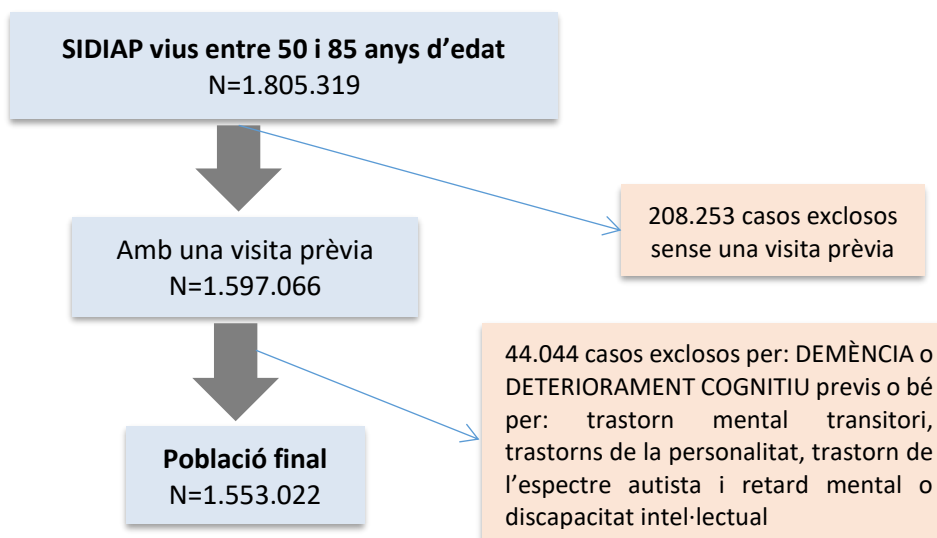 SIDIAP vius entre 50 i 85 anys d’edat
N=1.805.319
208.253 casos exclosos
sense una visita prèvia
Amb una visita prèvia
N=1.597.066
44.044 casos exclosos per: DEMÈNCIA o
DETERIORAMENT COGNITIU previs o bé
per: trastorn mental transitori,
trastorns de la personalitat, trastorn de
l’espectre autista i retard mental o
discapacitat intel·lectual
Població final
N=1.553.022